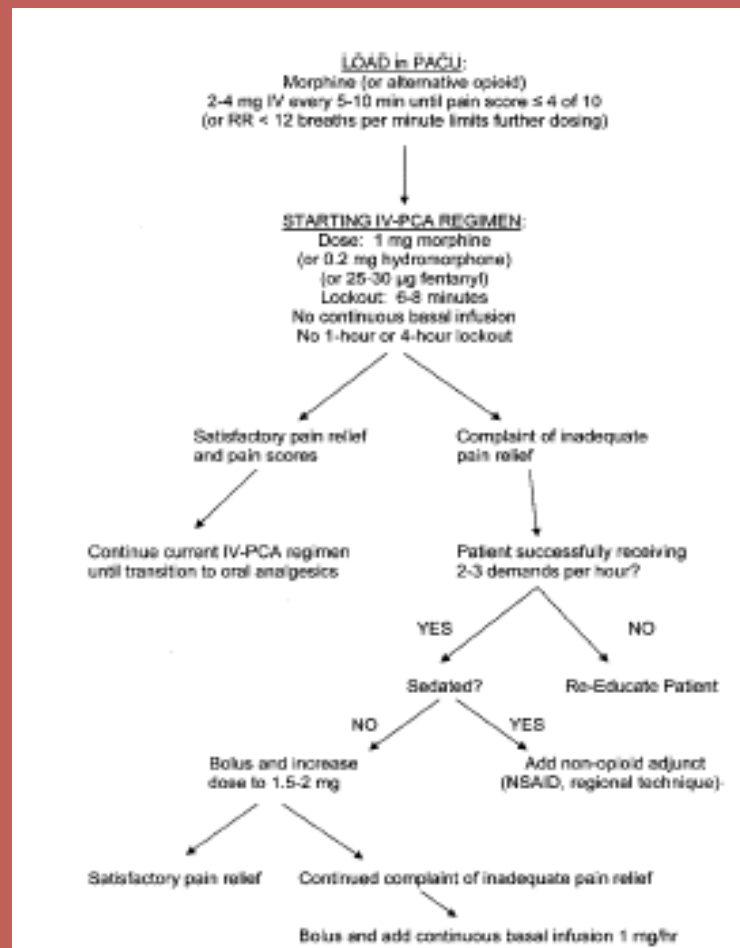 LOAD in PACU:
Morphine (or alternative opioid)
2-4 mg IV every 5-10 min until pain score ≤ 4 of 10
(or RR < 12 breaths per minute limits further dosing)
STARTING IV-PCA REGIMEN:
Dose: 1 mg morphine
(or 0.2 mg hydromorphone)
(or 25-30 µg fentanyl)
Lockout: 6-8 minutes
No continuous basal infusion
No 1-hour or 4-hour lockout
Satisfactory pain relief
and pain scores
Complaint of inadequate
pain relief
Continue current IV-PCA regimen
until transition to oral analgesics
Patient successfully receiving
2-3 demands per hour?
YES
NO
Sedated?
Re-Educate Patient
NO
YES
Bolus and increase
dose to 1.5-2 mg
Add non-opioid adjunct
(NSAID, regional technique)
Satisfactory pain relief
Continued complaint of inadequate pain relief
Bolus and add continuous basal infusion 1 mg/hr